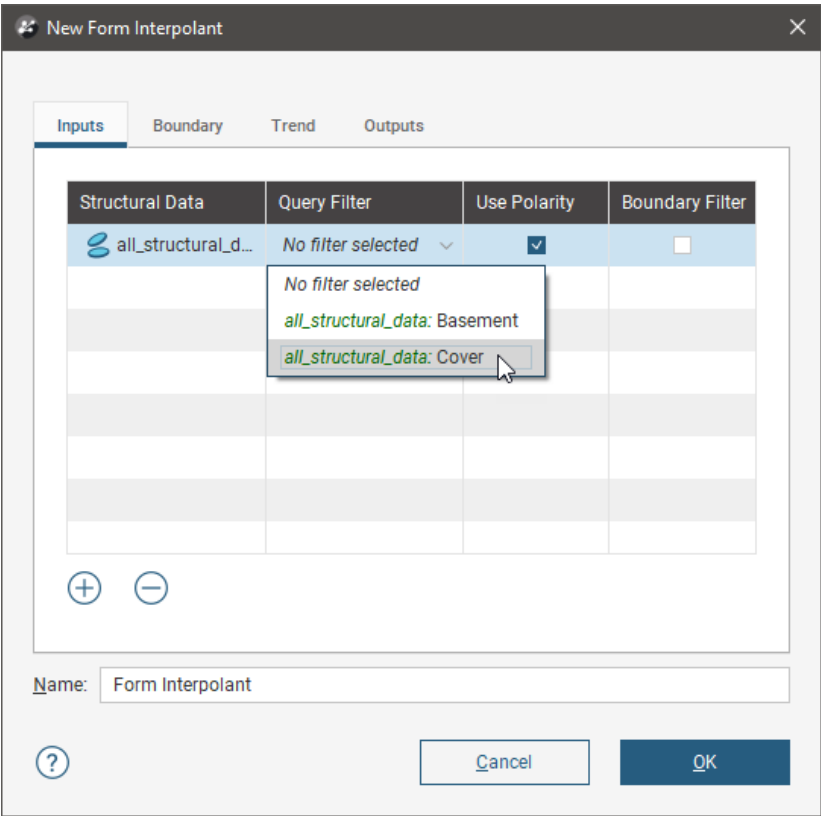 New Form Interpolant
Inputs Boundary Trend Outputs
Structural Data Query Filter Use Polarity Boundary Filter
all_structural_d... No filter selected
No filter selected
all_structural_data: Basement
all_structural_data: Cover
Name: Form Interpolant
? Cancel OK